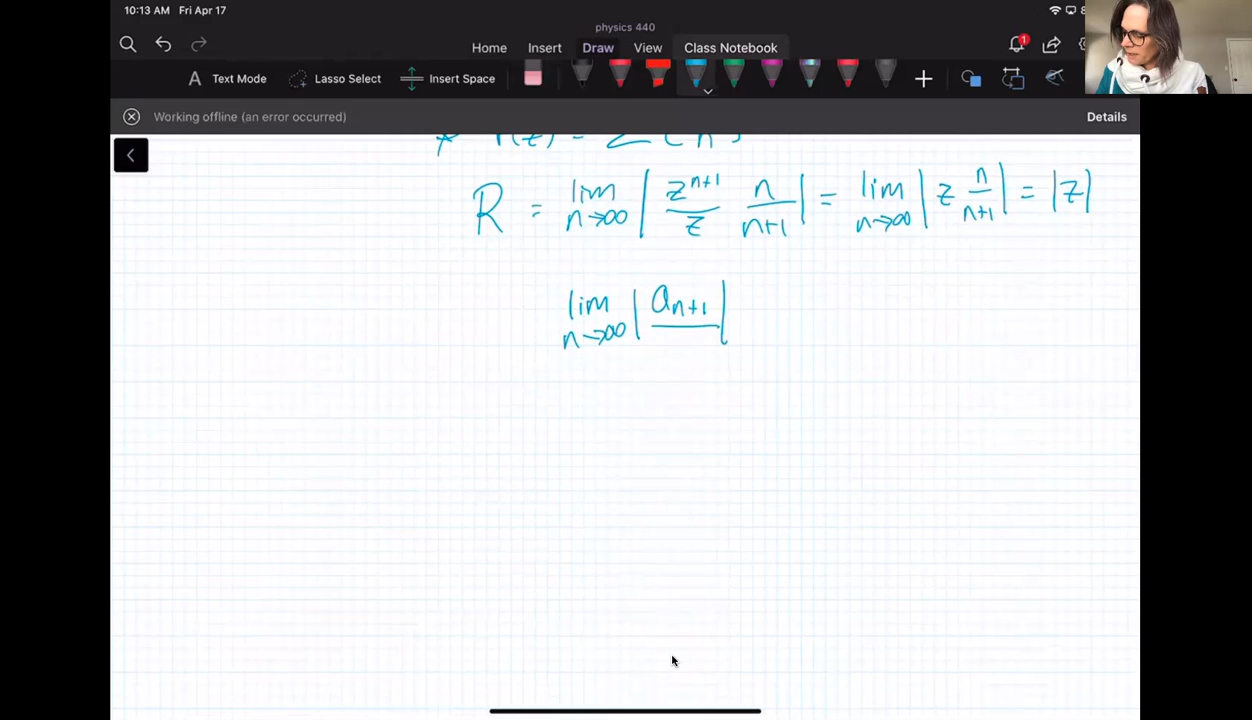 10:13 AM Fri Apr 17
physics 440
Home Insert Draw View Class Notebook
1
A Text Mode Lasso Select Insert Space
Working offline (an error occurred) Details
R = lim n→∞ | z^{n+1}/z n/(n+1) | = lim n→∞ | z n/(n+1) | = |z|
lim n→∞ | a_{n+1}/ |